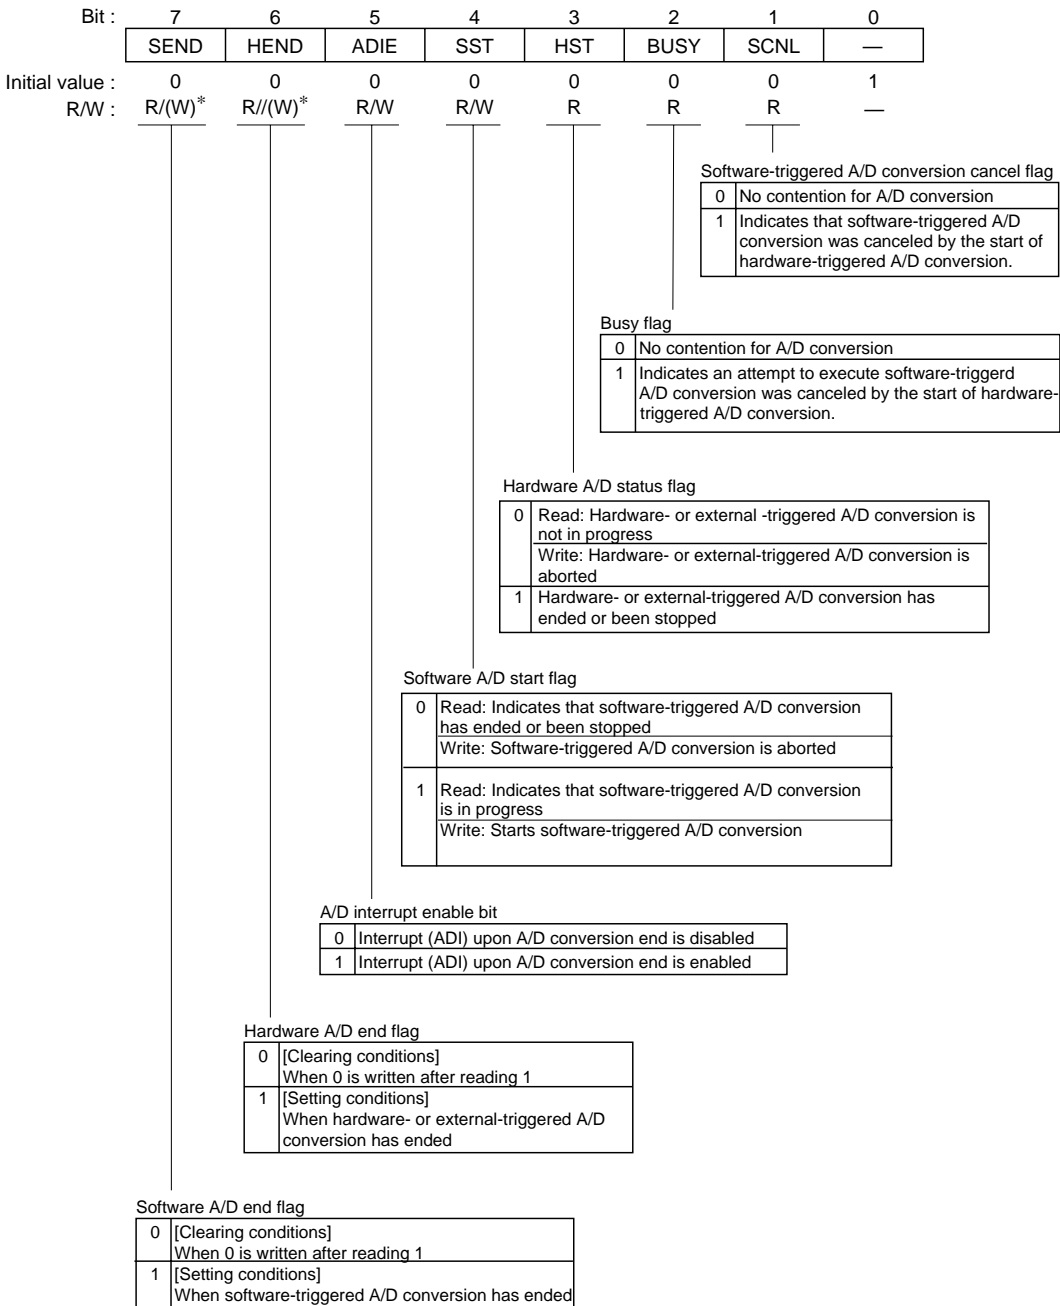 Bit : 7 6 5 4 3 2 1 0
SEND HEND ADIE SST HST BUSY SCNL —
Initial value : 0 0 0 0 0 0 0 1
R/W : R/(W)* R//(W)* R/W R/W R R R —
Software-triggered A/D conversion cancel flag
0 No contention for A/D conversion
1 Indicates that software-triggered A/D
conversion was canceled by the start of
hardware-triggered A/D conversion.
Busy flag
0 No contention for A/D conversion
1 Indicates an attempt to execute software-triggerd
A/D conversion was canceled by the start of hardware-
triggered A/D conversion.
Hardware A/D status flag
0 Read: Hardware- or external -triggered A/D conversion is
not in progress
Write: Hardware- or external-triggered A/D conversion is
aborted
1 Hardware- or external-triggered A/D conversion has
ended or been stopped
Software A/D start flag
0 Read: Indicates that software-triggered A/D conversion
has ended or been stopped
Write: Software-triggered A/D conversion is aborted
1 Read: Indicates that software-triggered A/D conversion
is in progress
Write: Starts software-triggered A/D conversion
A/D interrupt enable bit
0 Interrupt (ADI) upon A/D conversion end is disabled
1 Interrupt (ADI) upon A/D conversion end is enabled
Hardware A/D end flag
0 [Clearing conditions]
When 0 is written after reading 1
1 [Setting conditions]
When hardware- or external-triggered A/D
conversion has ended
Software A/D end flag
0 [Clearing conditions]
When 0 is written after reading 1
1 [Setting conditions]
When software-triggered A/D conversion has ended